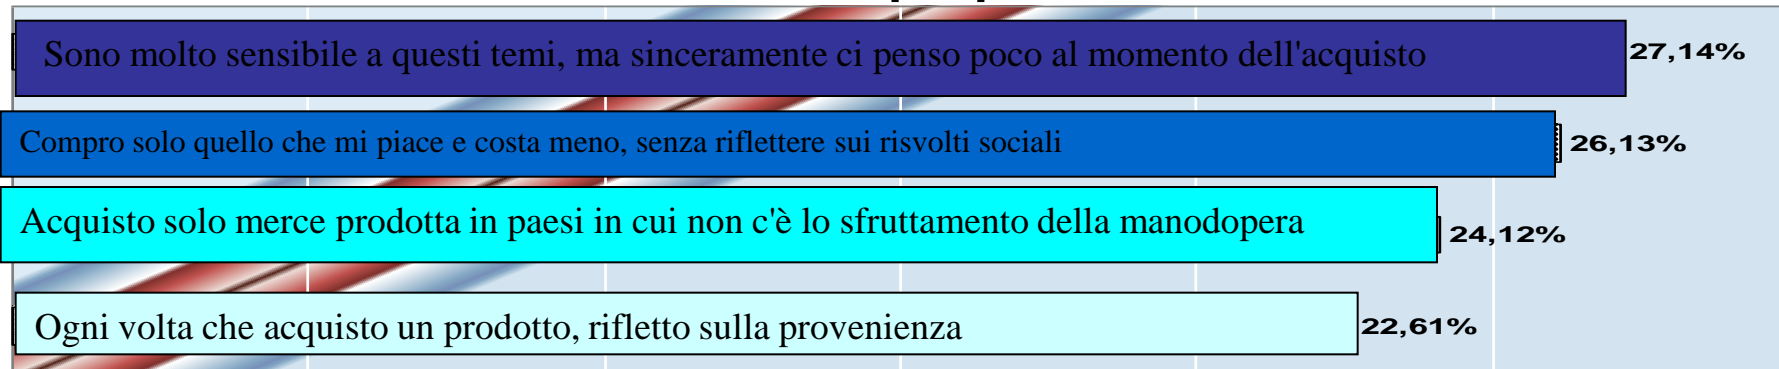 Sono molto sensibile a questi temi, ma sinceramente ci penso poco al momento dell'acquisto 27,14%
Compro solo quello che mi piace e costa meno, senza riflettere sui risvolti sociali 26,13%
Acquisto solo merce prodotta in paesi in cui non c'è lo sfruttamento della manodopera 24,12%
Ogni volta che acquisto un prodotto, rifletto sulla provenienza 22,61%